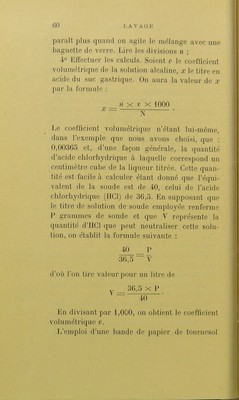 60 LAVAGE
paraît plus quand on agite le mélange avec une
baguette de verre. Lire les divisions n ;
4° Effectuer les calculs. Soient v le coefficient
volumétrique de la solution alcaline, x le titre en
acide du suc gastrique. On aura la valeur de x
par la formule :
x = n × v × 1000 / N .
Le coefficient volumétrique n'étant lui-même,
dans l'exemple que nous avons choisi, que :
0,00365 et, d'une façon générale, la quantité
d'acide chlorhydrique à laquelle correspond un
centimètre cube de la liqueur titrée. Cette quan-
tité est facile à calculer étant donné que l'équi-
valent de la soude est de 40, celui de l'acide
chlorhydrique (HCl) de 36,5. En supposant que
le titre de solution de soude employée renferme
P grammes de soude et que V représente la
quantité d'HCl que peut neutraliser cette solu-
tion, on établit la formule suivante :
40 / 36,5 = P / V
d'où l'on tire valeur pour un litre de
V = 36,5 × P / 40 .
En divisant par 1,000, on obtient le coefficient
volumétrique v.
L'emploi d'une bande de papier de tournesol